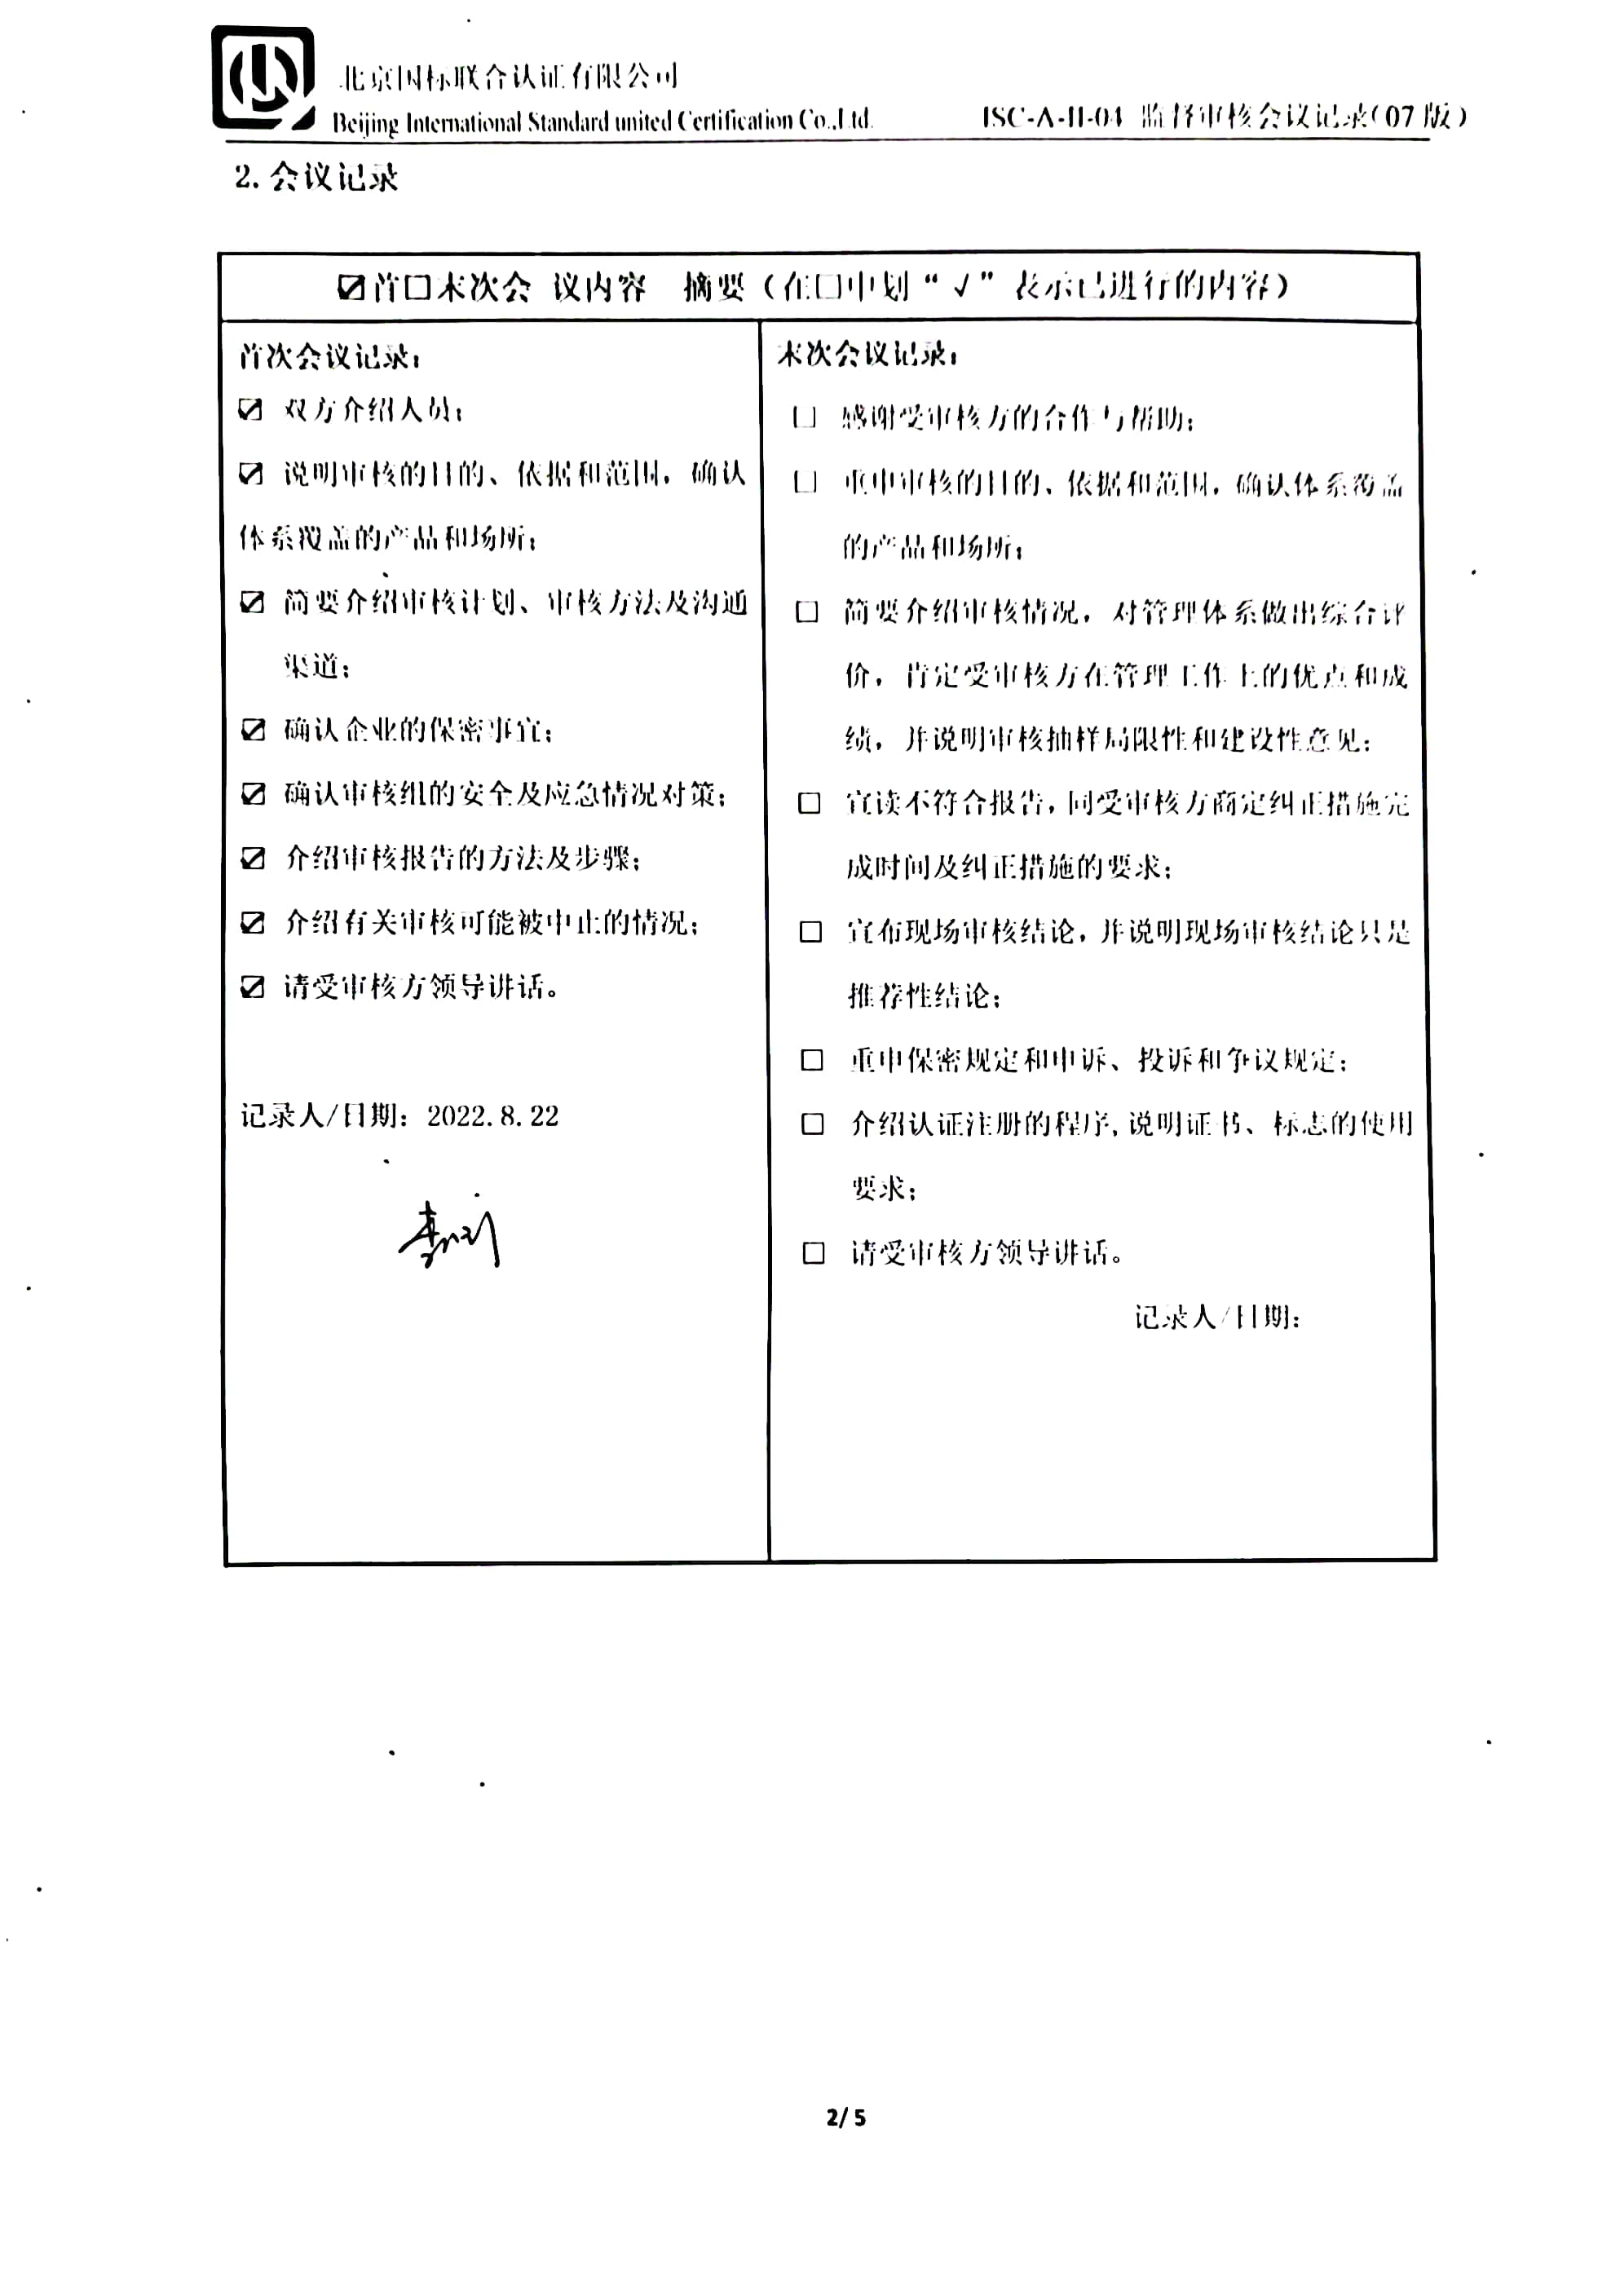 北京国标联合认证有限公司
Beijing International Standard united Certification Co.,Ltd.
ISC-A-II-04 监督审核会议记录(07版)
2.会议记录
☑首□末次会 议内容 摘要（在□中划“√”表示已进行的内容）
首次会议记录：
☑ 双方介绍人员；
☑ 说明审核的目的、依据和范围，确认
体系覆盖的产品和场所；
☑ 简要介绍审核计划、审核方法及沟通
渠道；
☑ 确认企业的保密事宜；
☑ 确认审核组的安全及应急情况对策；
☑ 介绍审核报告的方法及步骤；
☑ 介绍有关审核可能被中止的情况；
☑ 请受审核方领导讲话。
记录人/日期：2022.8.22
末次会议记录：
□ 感谢受审核方的合作与帮助；
□ 重申审核的目的、依据和范围，确认体系覆盖
的产品和场所；
□ 简要介绍审核情况，对管理体系做出综合评
价，肯定受审核方在管理工作上的优点和成
绩，并说明审核抽样局限性和建设性意见；
□ 宣读不符合报告，同受审核方商定纠正措施完
成时间及纠正措施的要求；
□ 宣布现场审核结论，并说明现场审核结论只是
推荐性结论；
□ 重申保密规定和申诉、投诉和争议规定；
□ 介绍认证注册的程序,说明证书、标志的使用
要求；
□ 请受审核方领导讲话。
记录人/日期：
2/ 5